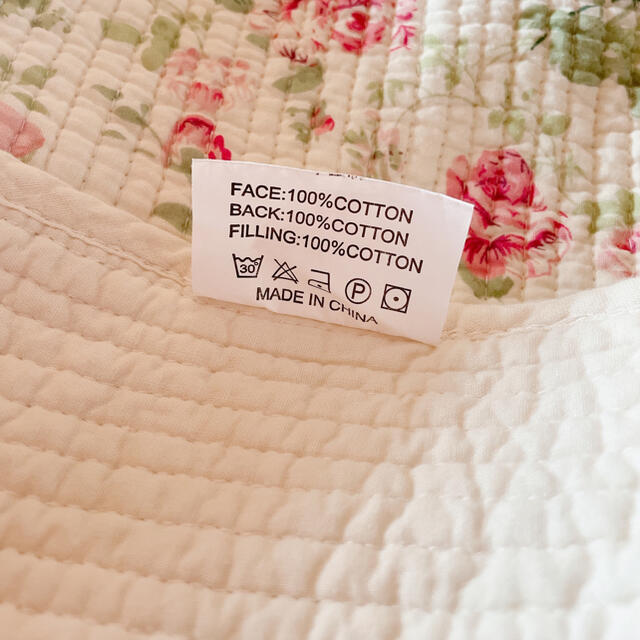 FACE:100%COTTON
BACK:100%COTTON
FILLING:100%COTTON
30 P
MADE IN CHINA